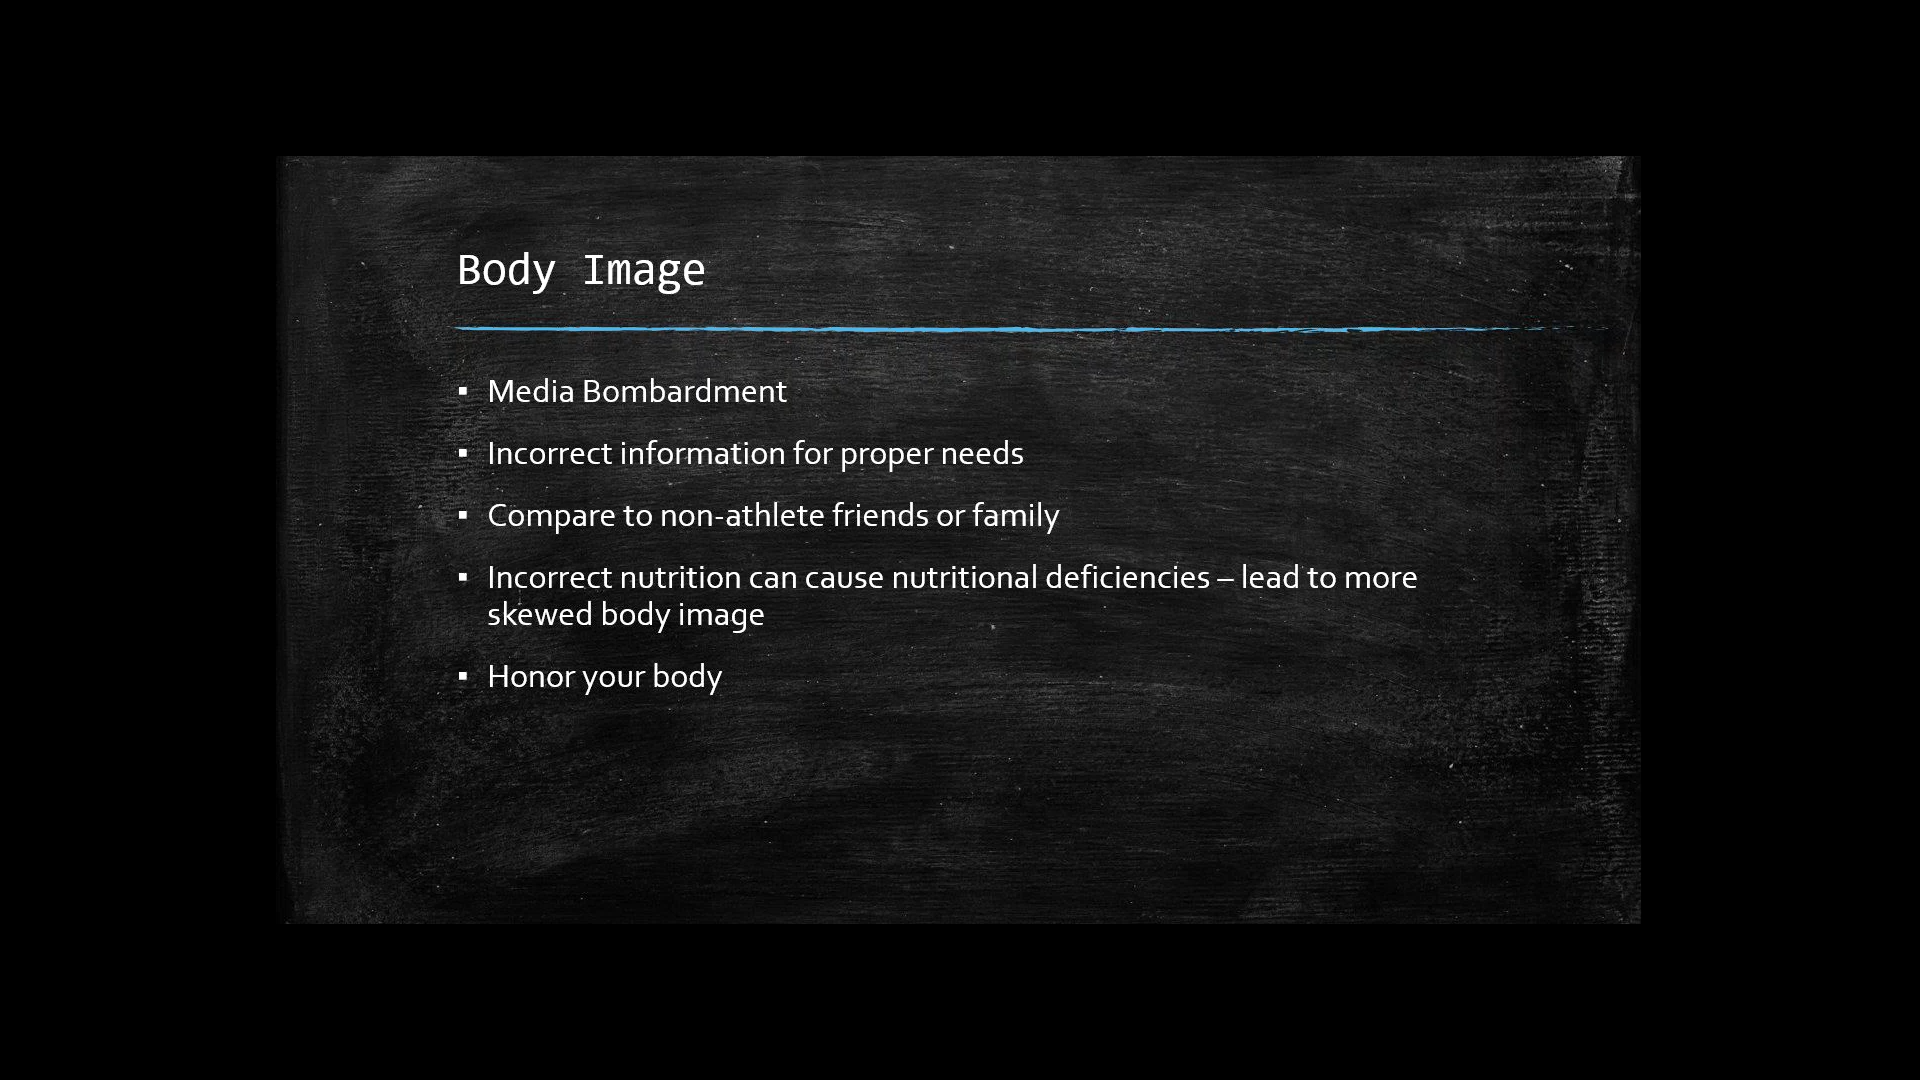 Body Image
▪ Media Bombardment
▪ Incorrect information for proper needs
▪ Compare to non-athlete friends or family
▪ Incorrect nutrition can cause nutritional deficiencies – lead to more
skewed body image
▪ Honor your body